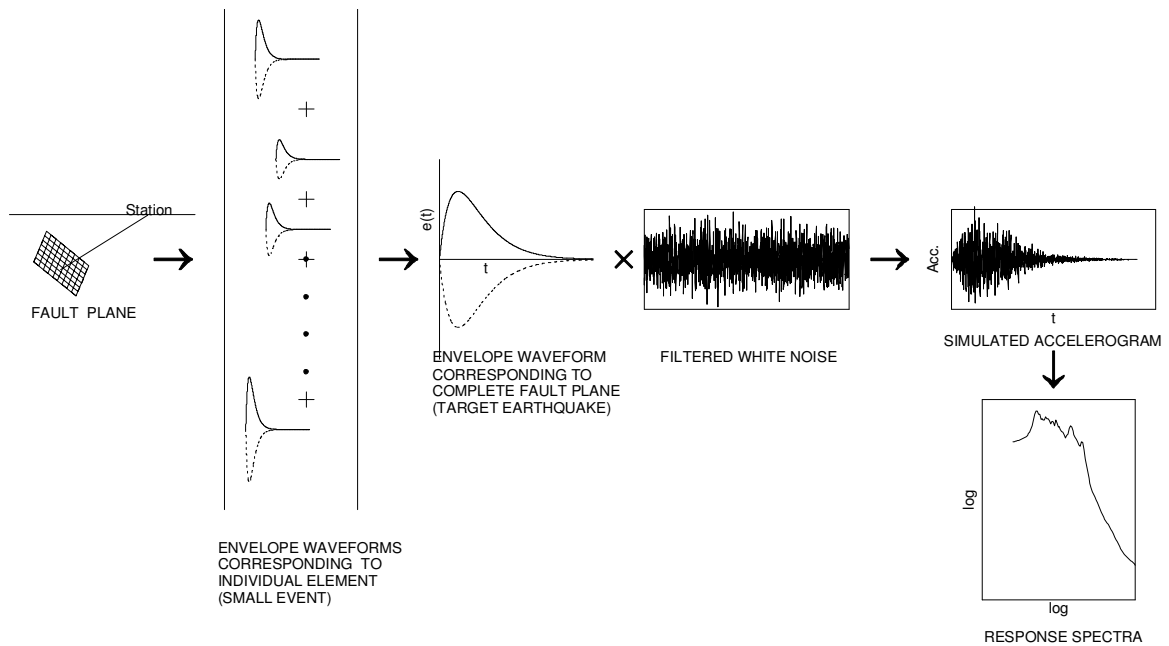 Station
FAULT PLANE
ENVELOPE WAVEFORMS
CORRESPONDING TO
INDIVIDUAL ELEMENT
(SMALL EVENT)
e(t)
t
ENVELOPE WAVEFORM
CORRESPONDING TO
COMPLETE FAULT PLANE
(TARGET EARTHQUAKE)
FILTERED WHITE NOISE
Acc.
t
SIMULATED ACCELEROGRAM
log
log
RESPONSE SPECTRA